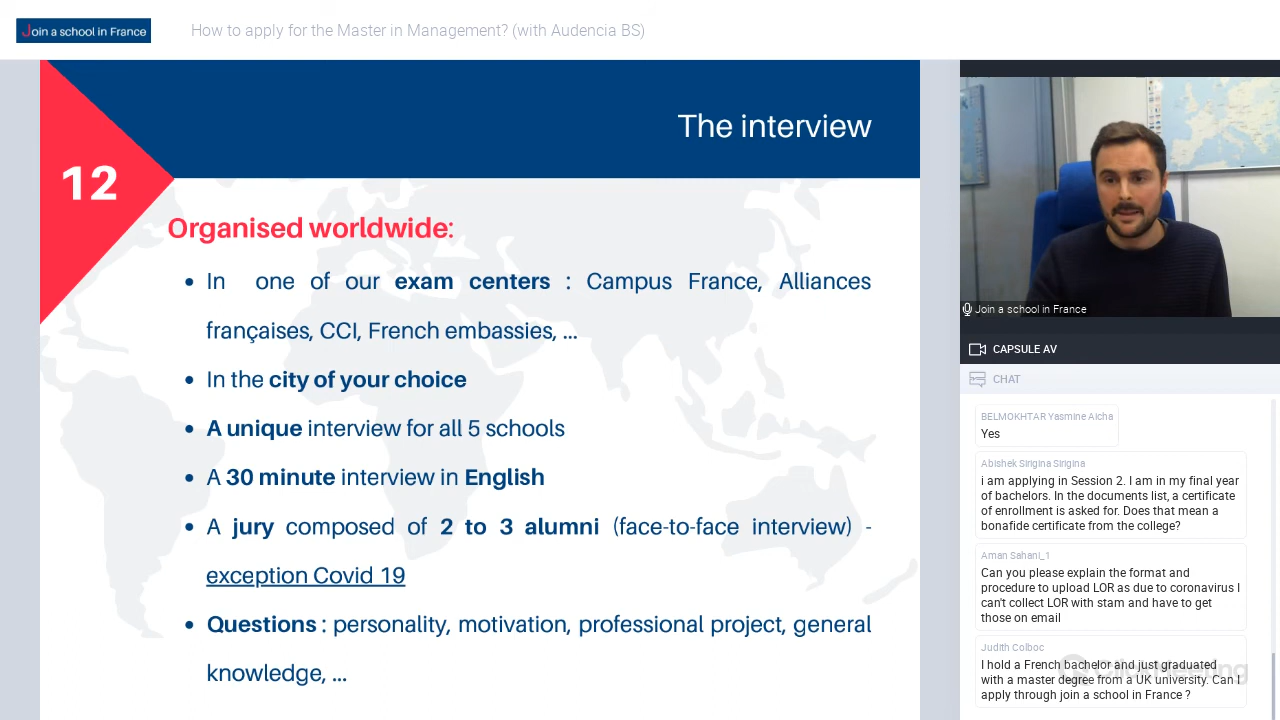 Join a school in France
How to apply for the Master in Management? (with Audencia BS)
12
The interview
Organised worldwide:
• In one of our exam centers : Campus France, Alliances
françaises, CCI, French embassies, ...
• In the city of your choice
• A unique interview for all 5 schools
• A 30 minute interview in English
• A jury composed of 2 to 3 alumni (face-to-face interview) -
exception Covid 19
• Questions : personality, motivation, professional project, general
knowledge, ...
Join a school in France
CAPSULE AV
CHAT
BELMOKHTAR Yasmine Aicha
Yes
Abishek Sirigina Sirigina
i am applying in Session 2. I am in my final year
of bachelors. In the documents list, a certificate
of enrollment is asked for. Does that mean a
bonafide certificate from the college?
Aman Sahani_1
Can you please explain the format and
procedure to upload LOR as due to coronavirus I
can't collect LOR with stam and have to get
those on email
Judith Colboc
I hold a French bachelor and just graduated
with a master degree from a UK university. Can I
apply through join a school in France ?